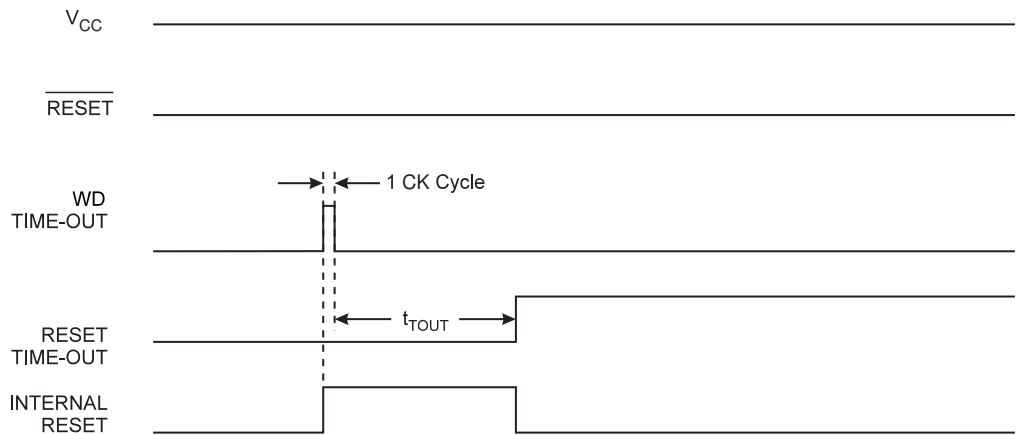 VCC
RESET
1 CK Cycle
WD
TIME-OUT
tTOUT
RESET
TIME-OUT
INTERNAL
RESET